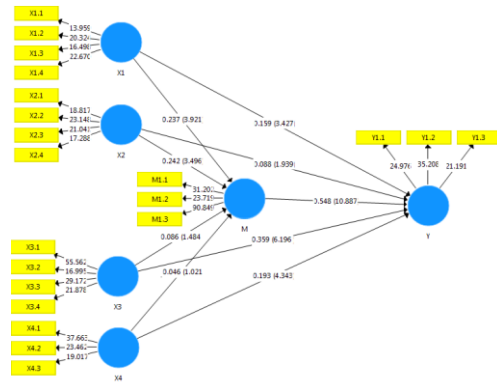 X1.1
X1.2
X1.3
X1.4
13.959
20.324
16.498
22.670
X1
X2.1
X2.2
X2.3
X2.4
18.817
23.148
21.041
17.288
X2
0.237 (3.921)
0.159 (3.427)
0.242 (3.496)
0.088 (1.939)
Y1.1
Y1.2
Y1.3
24.976
35.208
21.191
M1.1
M1.2
M1.3
31.20
23.719
90.849
M
0.548 (10.887)
Y
0.086 (1.484
0.359 (6.196
0.046 (1.021
0.193 (4.343
X3.1
X3.2
X3.3
X3.4
55.562
16.995
29.172
21.878
X3
X4.1
X4.2
X4.3
37.663
23.462
19.017
X4